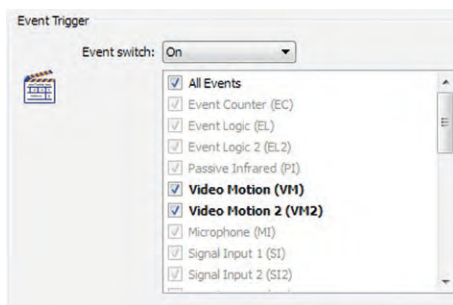 Event Trigger
Event switch: On
All Events
Event Counter (EC)
Event Logic (EL)
Event Logic 2 (EL2)
Passive Infrared (PI)
Video Motion (VM)
Video Motion 2 (VM2)
Microphone (MI)
Signal Input 1 (SI)
Signal Input 2 (SI2)